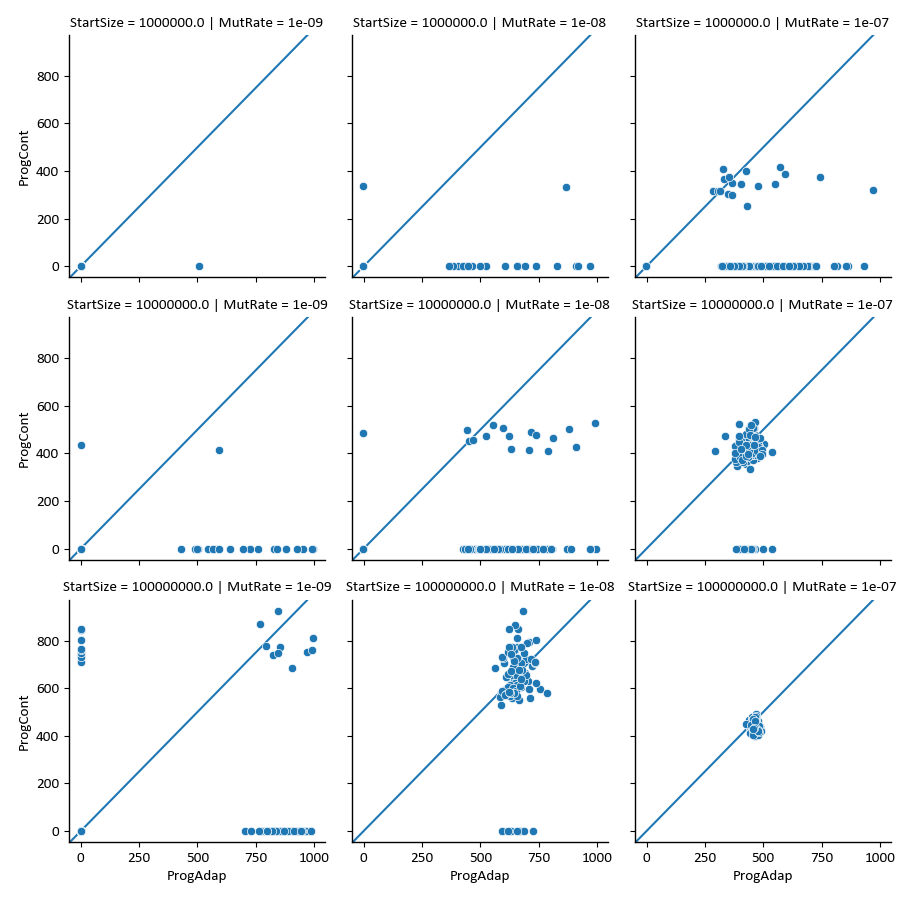 StartSize = 1000000.0 | MutRate = 1e-09
StartSize = 1000000.0 | MutRate = 1e-08
StartSize = 1000000.0 | MutRate = 1e-07
800
600
400
200
0
ProgCont
StartSize = 10000000.0 | MutRate = 1e-09
StartSize = 10000000.0 | MutRate = 1e-08
StartSize = 10000000.0 | MutRate = 1e-07
800
600
400
200
0
ProgCont
StartSize = 100000000.0 | MutRate = 1e-09
StartSize = 100000000.0 | MutRate = 1e-08
StartSize = 100000000.0 | MutRate = 1e-07
800
600
400
200
0
ProgCont
0 250 500 750 1000
0 250 500 750 1000
0 250 500 750 1000
ProgAdap
ProgAdap
ProgAdap